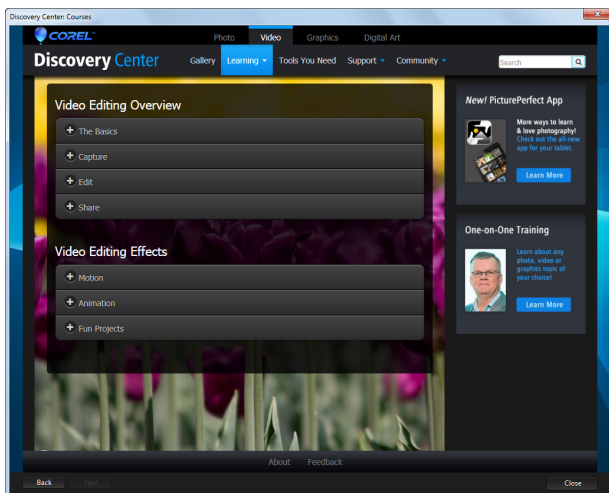 Discovery Center: Courses
COREL
Photo Video Graphics Digital Art
Discovery Center
Gallery Learning Tools You Need Support Community
Search
Video Editing Overview
The Basics
Capture
Edit
Share
Video Editing Effects
Motion
Animation
Fun Projects
New! PicturePerfect App
More ways to learn
& love photography!
Check out the all-new
app for your tablet.
Learn More
One-on-One Training
Learn about any
photo, video or
graphics topic of
your choice!
Learn More
About Feedback
Back Next Close